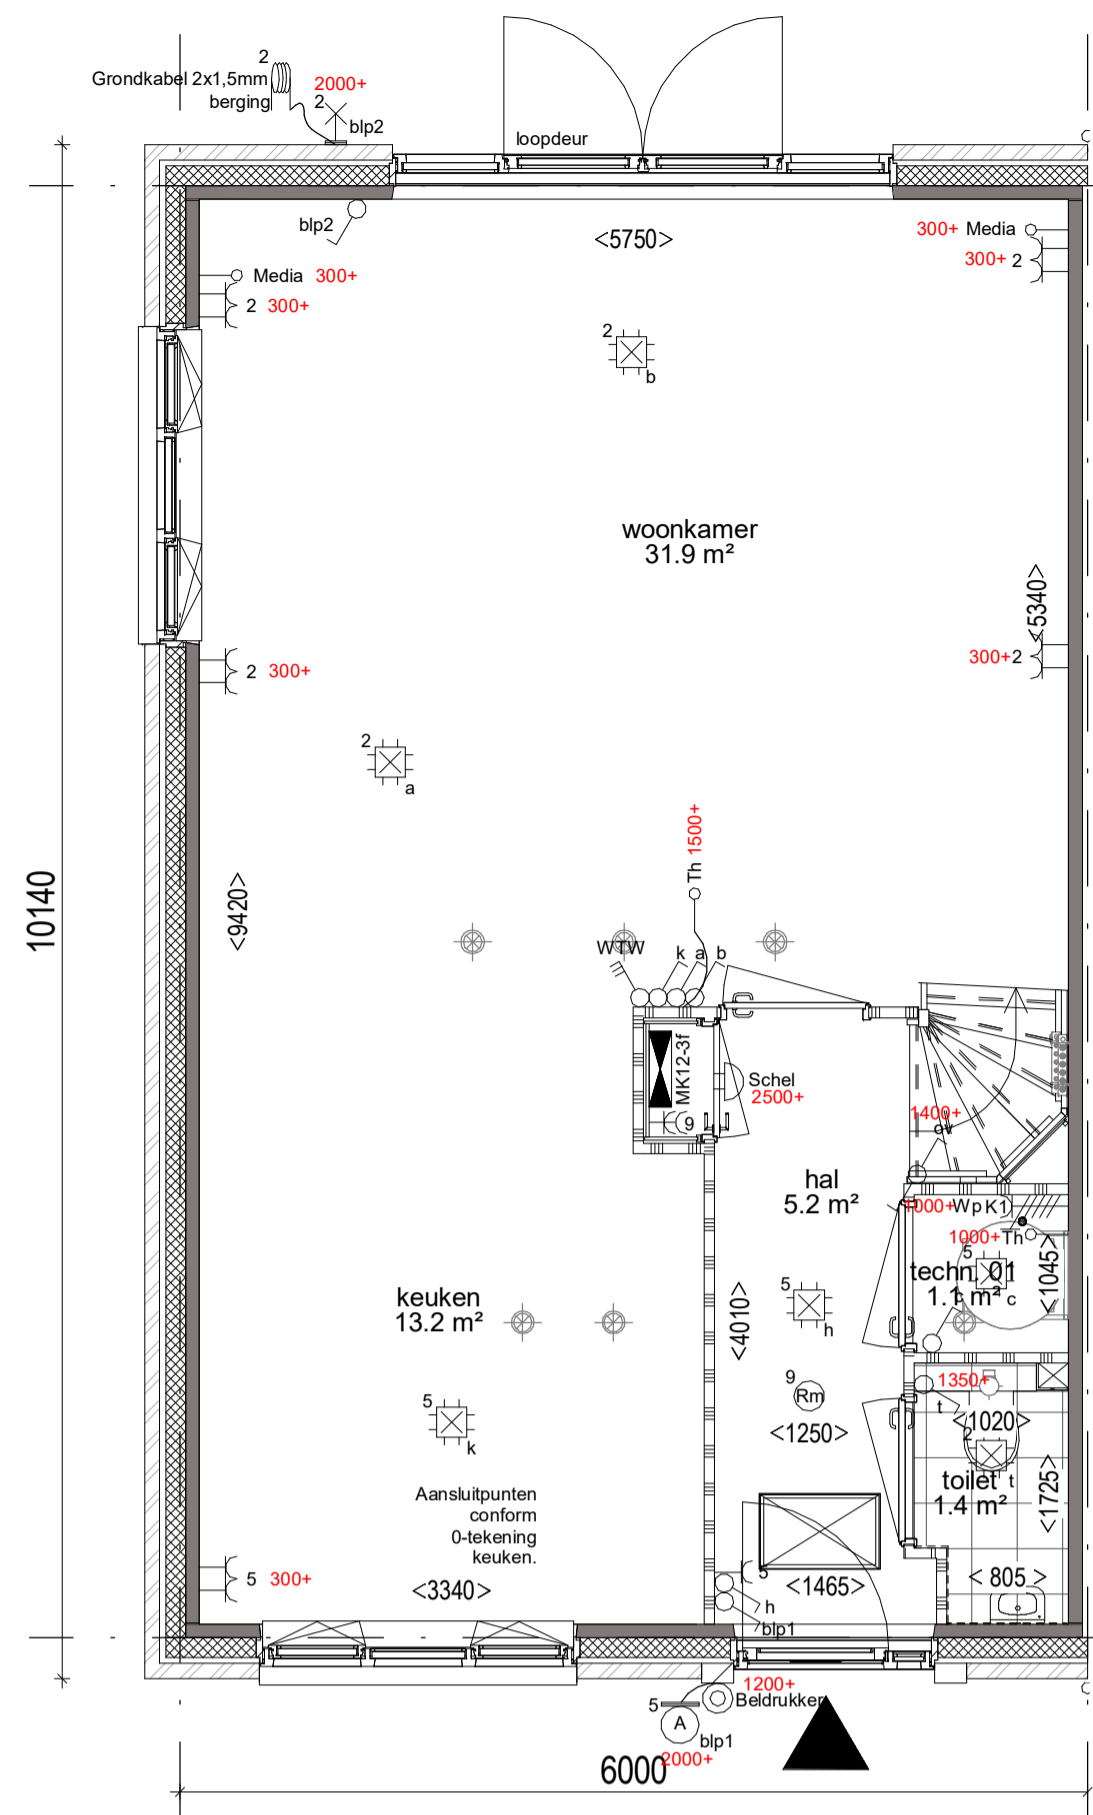 2
Grondkabel 2x1,5mm
berging
2000+
2
blp2
loopdeur
blp2
<5750>
300+ Media
300+ 2
Media 300+
2 300+
2
b
woonkamer
31.9 m²
<5340>
2 300+
300+2
2
a
Th 1500+
10140
<9420>
WTW
k a b
MK12-3f
Schel
2500+
9
1400+
ov
hal
5.2 m²
1000+ WpK1
1000+ Th
5
techn. 01
1.1 m²
c
c
<1045>
keuken
13.2 m²
<4010>
5
h
9
Rm
<1250>
1350+
t
<1020>
2
toilet
t
1.4 m²
<1725>
5
k
Aansluitpunten
conform
0-tekening
keuken.
5 300+
<3340>
5
<1465>
<805 >
h
blp1
1200+
Beldrukker
5
A
blp1
2000+
6000